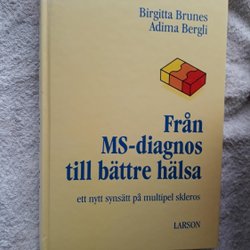 Birgitta Brunes
Adima Bergli
Från
MS-diagnos
till bättre hälsa
ett nytt synsätt på multipel skleros
LARSON